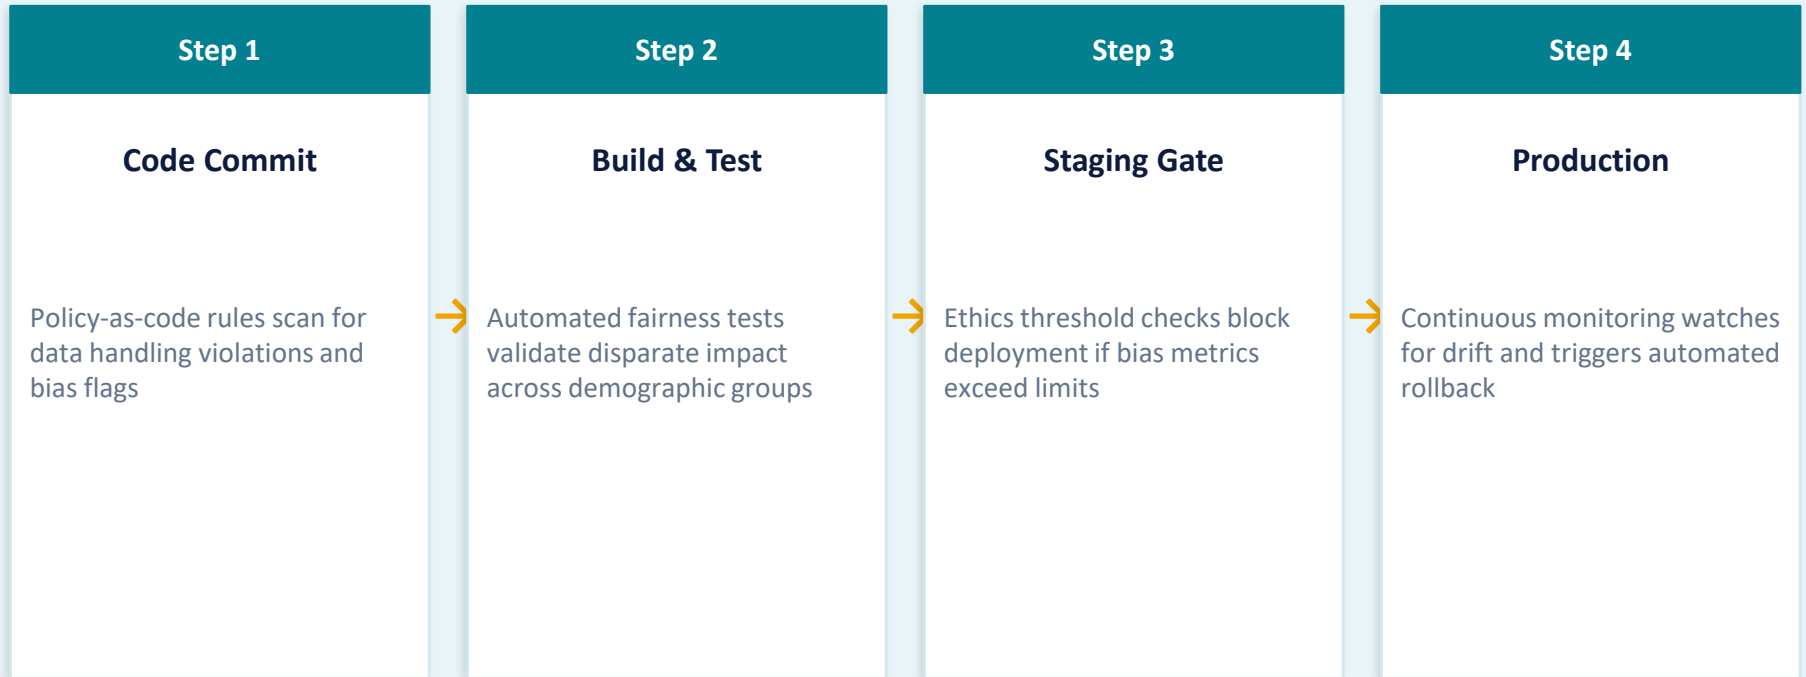 Step 1
Code Commit
Policy-as-code rules scan for
data handling violations and
bias flags
Step 2
Build & Test
Automated fairness tests
validate disparate impact
across demographic groups
Step 3
Staging Gate
Ethics threshold checks block
deployment if bias metrics
exceed limits
Step 4
Production
Continuous monitoring watches
for drift and triggers automated
rollback